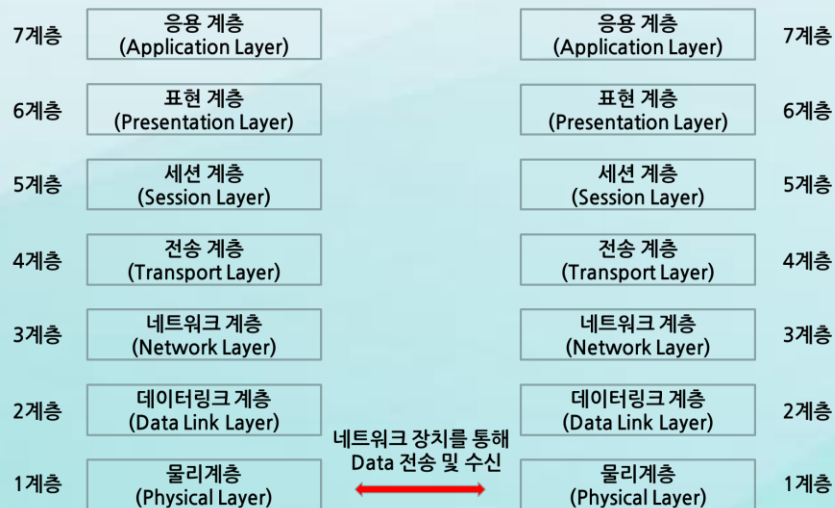 7계층
응용 계층
(Application Layer)
응용 계층
(Application Layer)
7계층
6계층
표현 계층
(Presentation Layer)
표현 계층
(Presentation Layer)
6계층
5계층
세션 계층
(Session Layer)
세션 계층
(Session Layer)
5계층
4계층
전송 계층
(Transport Layer)
전송 계층
(Transport Layer)
4계층
3계층
네트워크 계층
(Network Layer)
네트워크 계층
(Network Layer)
3계층
2계층
데이터링크 계층
(Data Link Layer)
데이터링크 계층
(Data Link Layer)
2계층
네트워크 장치를 통해
Data 전송 및 수신
1계층
물리계층
(Physical Layer)
물리계층
(Physical Layer)
1계층